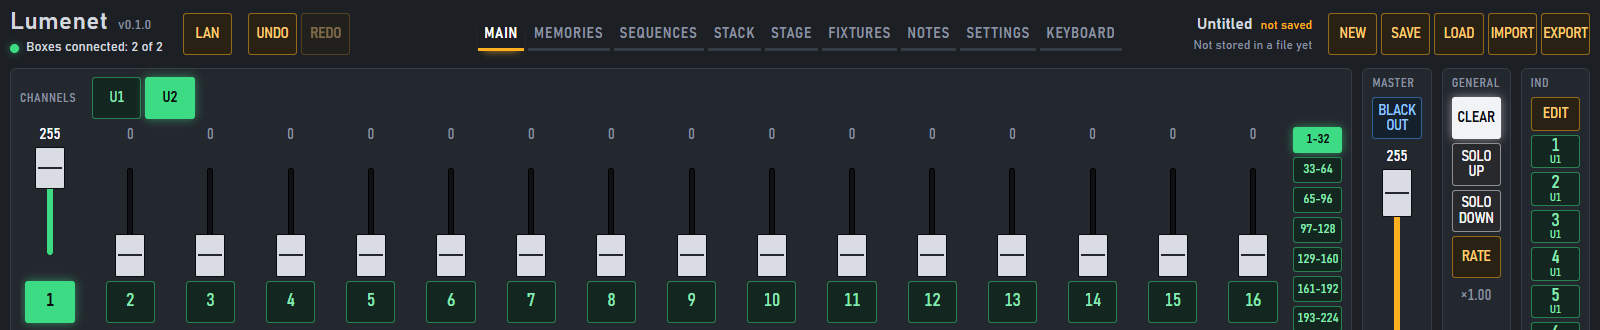 Lumenet v0.1.0
Boxes connected: 2 of 2
LAN
UNDO
REDO
MAIN
MEMORIES
SEQUENCES
STACK
STAGE
FIXTURES
NOTES
SETTINGS
KEYBOARD
Untitled not saved
Not stored in a file yet
NEW
SAVE
LOAD
IMPORT
EXPORT
CHANNELS
U1
U2
255 0 0 0 0 0 0 0 0 0 0 0 0 0 0 0
1 2 3 4 5 6 7 8 9 10 11 12 13 14 15 16
1-32
33-64
65-96
97-128
129-160
161-192
193-224
MASTER
BLACK
OUT
255
GENERAL
CLEAR
SOLO
UP
SOLO
DOWN
RATE
×1.00
IND
EDIT
1
U1
2
U1
3
U1
4
U1
5
U1